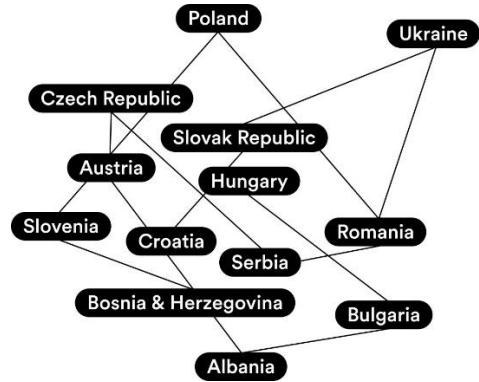 Poland
Ukraine
Czech Republic
Slovak Republic
Austria
Hungary
Slovenia
Croatia
Romania
Serbia
Bosnia & Herzegovina
Bulgaria
Albania